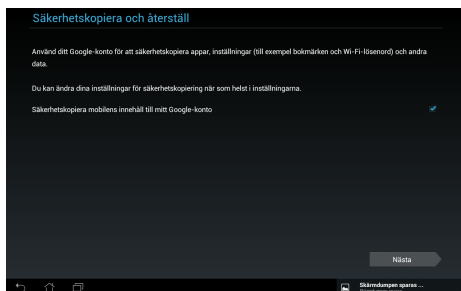 Säkerhetskopiera och återställ
Använd ditt Google-konto för att säkerhetskopiera appar, inställningar (till exempel bokmärken och Wi-Fi-lösenord) och andra
data.
Du kan ändra dina inställningar för säkerhetskopiering när som helst i inställningarna.
Säkerhetskopiera mobilens innehåll till mitt Google-konto
Nästa
Skärmdumpen sparas ...